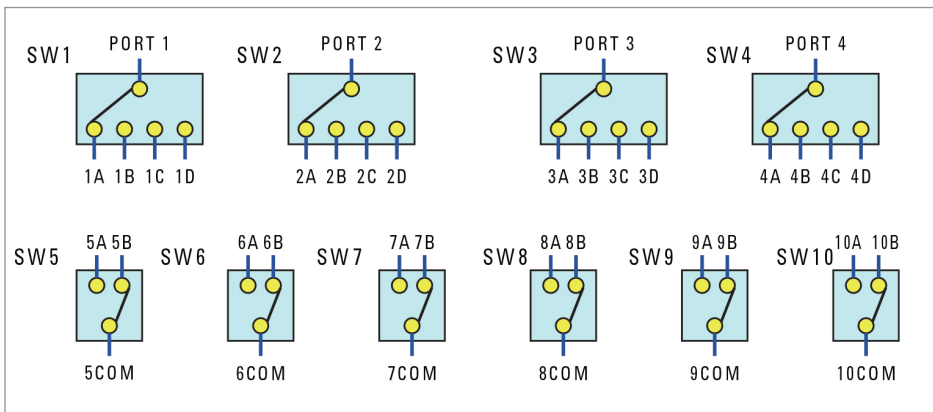 PORT 1 PORT 2 PORT 3 PORT 4
SW1 SW2 SW3 SW4
1A 1B 1C 1D 2A 2B 2C 2D 3A 3B 3C 3D 4A 4B 4C 4D
5A 5B 6A 6B 7A 7B 8A 8B 9A 9B 10A 10B
SW5 SW6 SW7 SW8 SW9 SW10
5COM 6COM 7COM 8COM 9COM 10COM